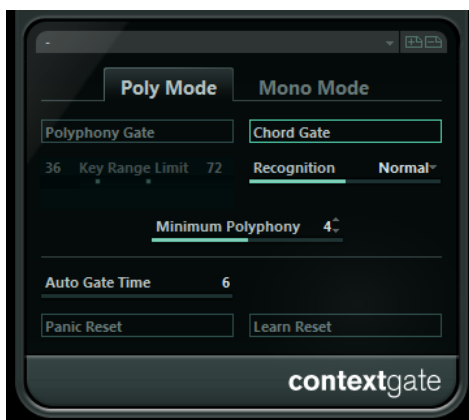 -
Poly Mode Mono Mode
Polyphony Gate Chord Gate
36 Key Range Limit 72 Recognition Normal
Minimum Polyphony 4
Auto Gate Time 6
Panic Reset Learn Reset
contextgate